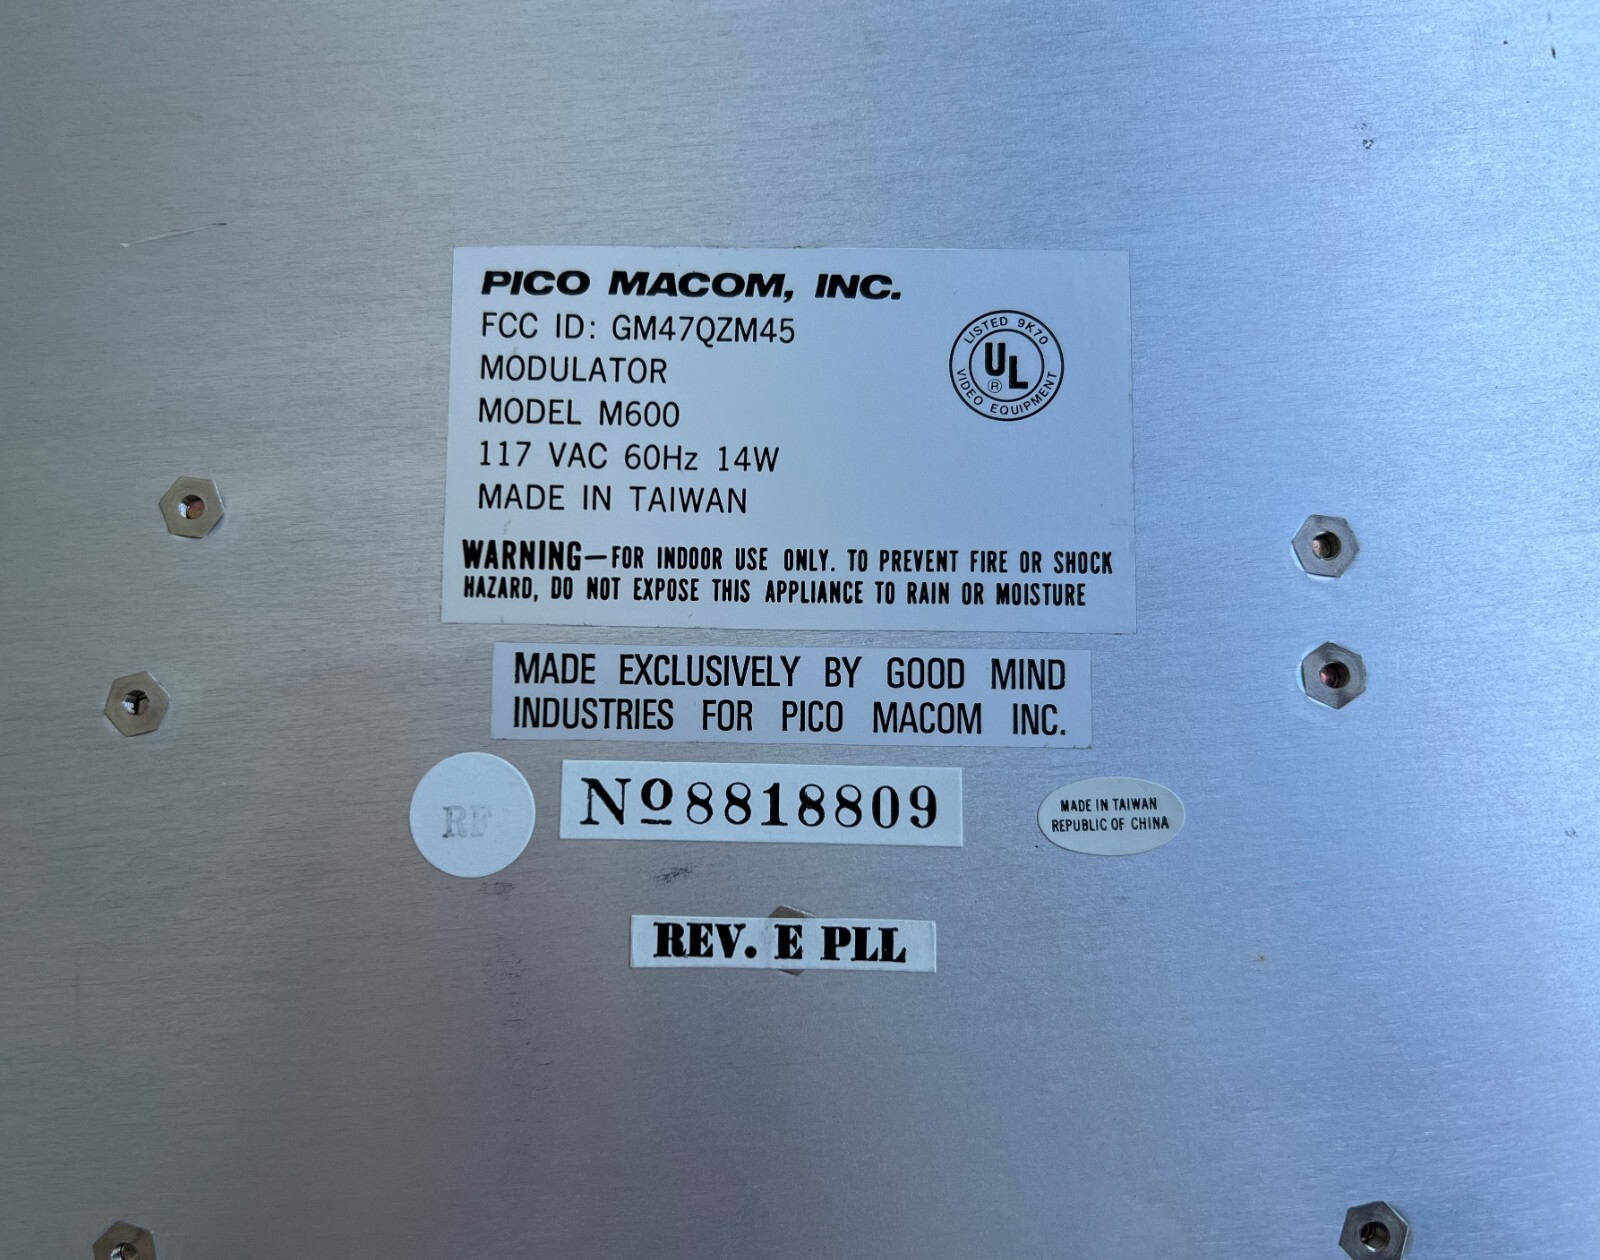 PICO MACOM, INC.
FCC ID: GM47QZM45
MODULATOR
MODEL M600
117 VAC 60Hz 14W
MADE IN TAIWAN
LISTED 9K70
UL
®
VIDEO EQUIPMENT
WARNING—FOR INDOOR USE ONLY. TO PREVENT FIRE OR SHOCK
HAZARD, DO NOT EXPOSE THIS APPLIANCE TO RAIN OR MOISTURE
MADE EXCLUSIVELY BY GOOD MIND
INDUSTRIES FOR PICO MACOM INC.
RF
Nº8818809
MADE IN TAIWAN
REPUBLIC OF CHINA
REV. E PLL